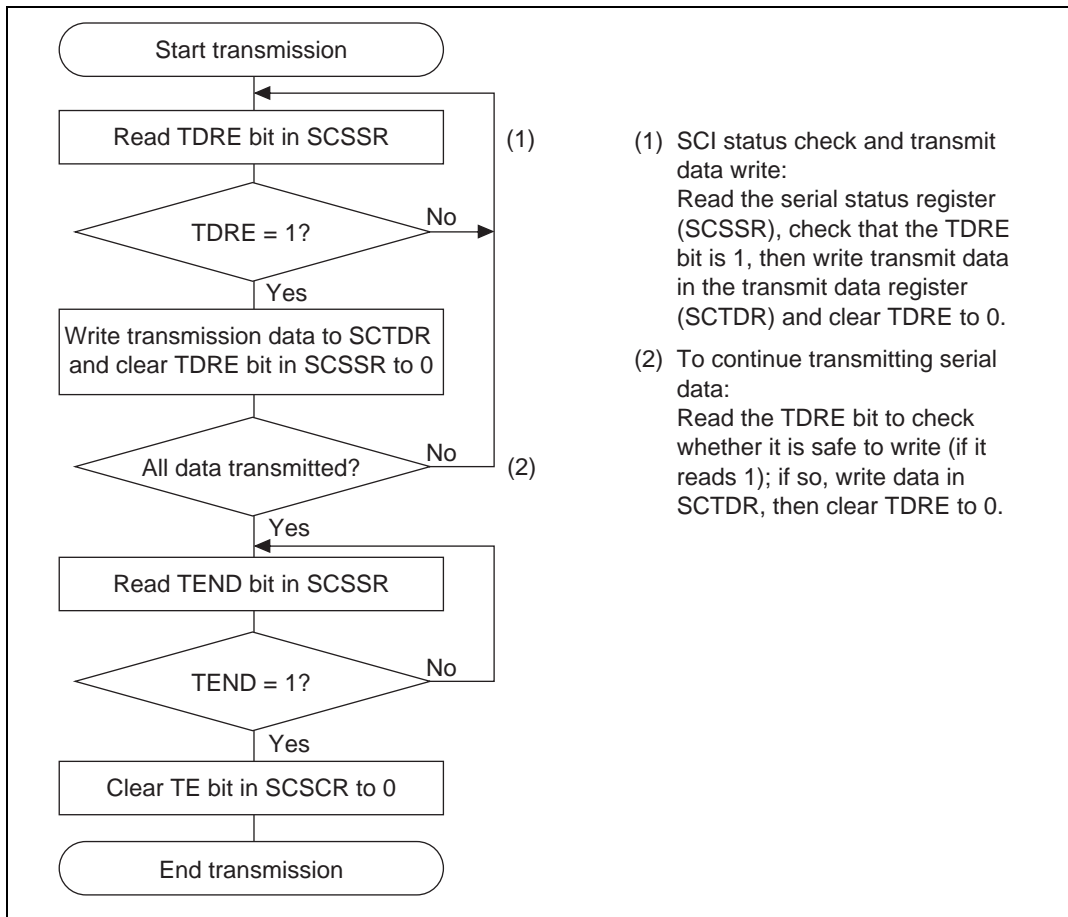 Start transmission
Read TDRE bit in SCSSR
(1)
TDRE = 1?
No
Yes
Write transmission data to SCTDR
and clear TDRE bit in SCSSR to 0
All data transmitted?
No
(2)
Yes
Read TEND bit in SCSSR
TEND = 1?
No
Yes
Clear TE bit in SCSCR to 0
End transmission
(1) SCI status check and transmit
data write:
Read the serial status register
(SCSSR), check that the TDRE
bit is 1, then write transmit data
in the transmit data register
(SCTDR) and clear TDRE to 0.
(2) To continue transmitting serial
data:
Read the TDRE bit to check
whether it is safe to write (if it
reads 1); if so, write data in
SCTDR, then clear TDRE to 0.